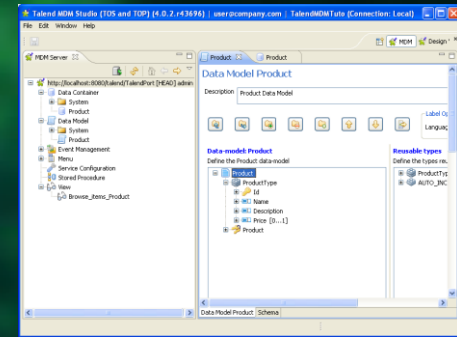 Talend MDM Studio (TOS and TOP) (4.0.2.r43696) | user@company.com | TalendMDMTuto (Connection: Local)
File Edit Window Help
MDM Design
MDM Server
http://localhost:8080/talend/TalendPort [HEAD] admin
Data Container
System
Product
Data Model
System
Product
Event Management
Menu
Service Configuration
Stored Procedure
View
Browse_items_Product
Product Product
Data Model Product
Description Product Data Model
Label Op
Languag
Data-model: Product
Define the Product data-model
Product
ProductType
Id
Name
Description
Price [0...1]
Product
Reusable types
Define the types reu
ProductTyp
AUTO_INC
Data Model Product Schema